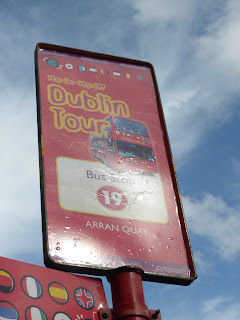 Hop-On-Hop-Off
Dublin
Tour
Bus Stop
19
ARRAN QUAY